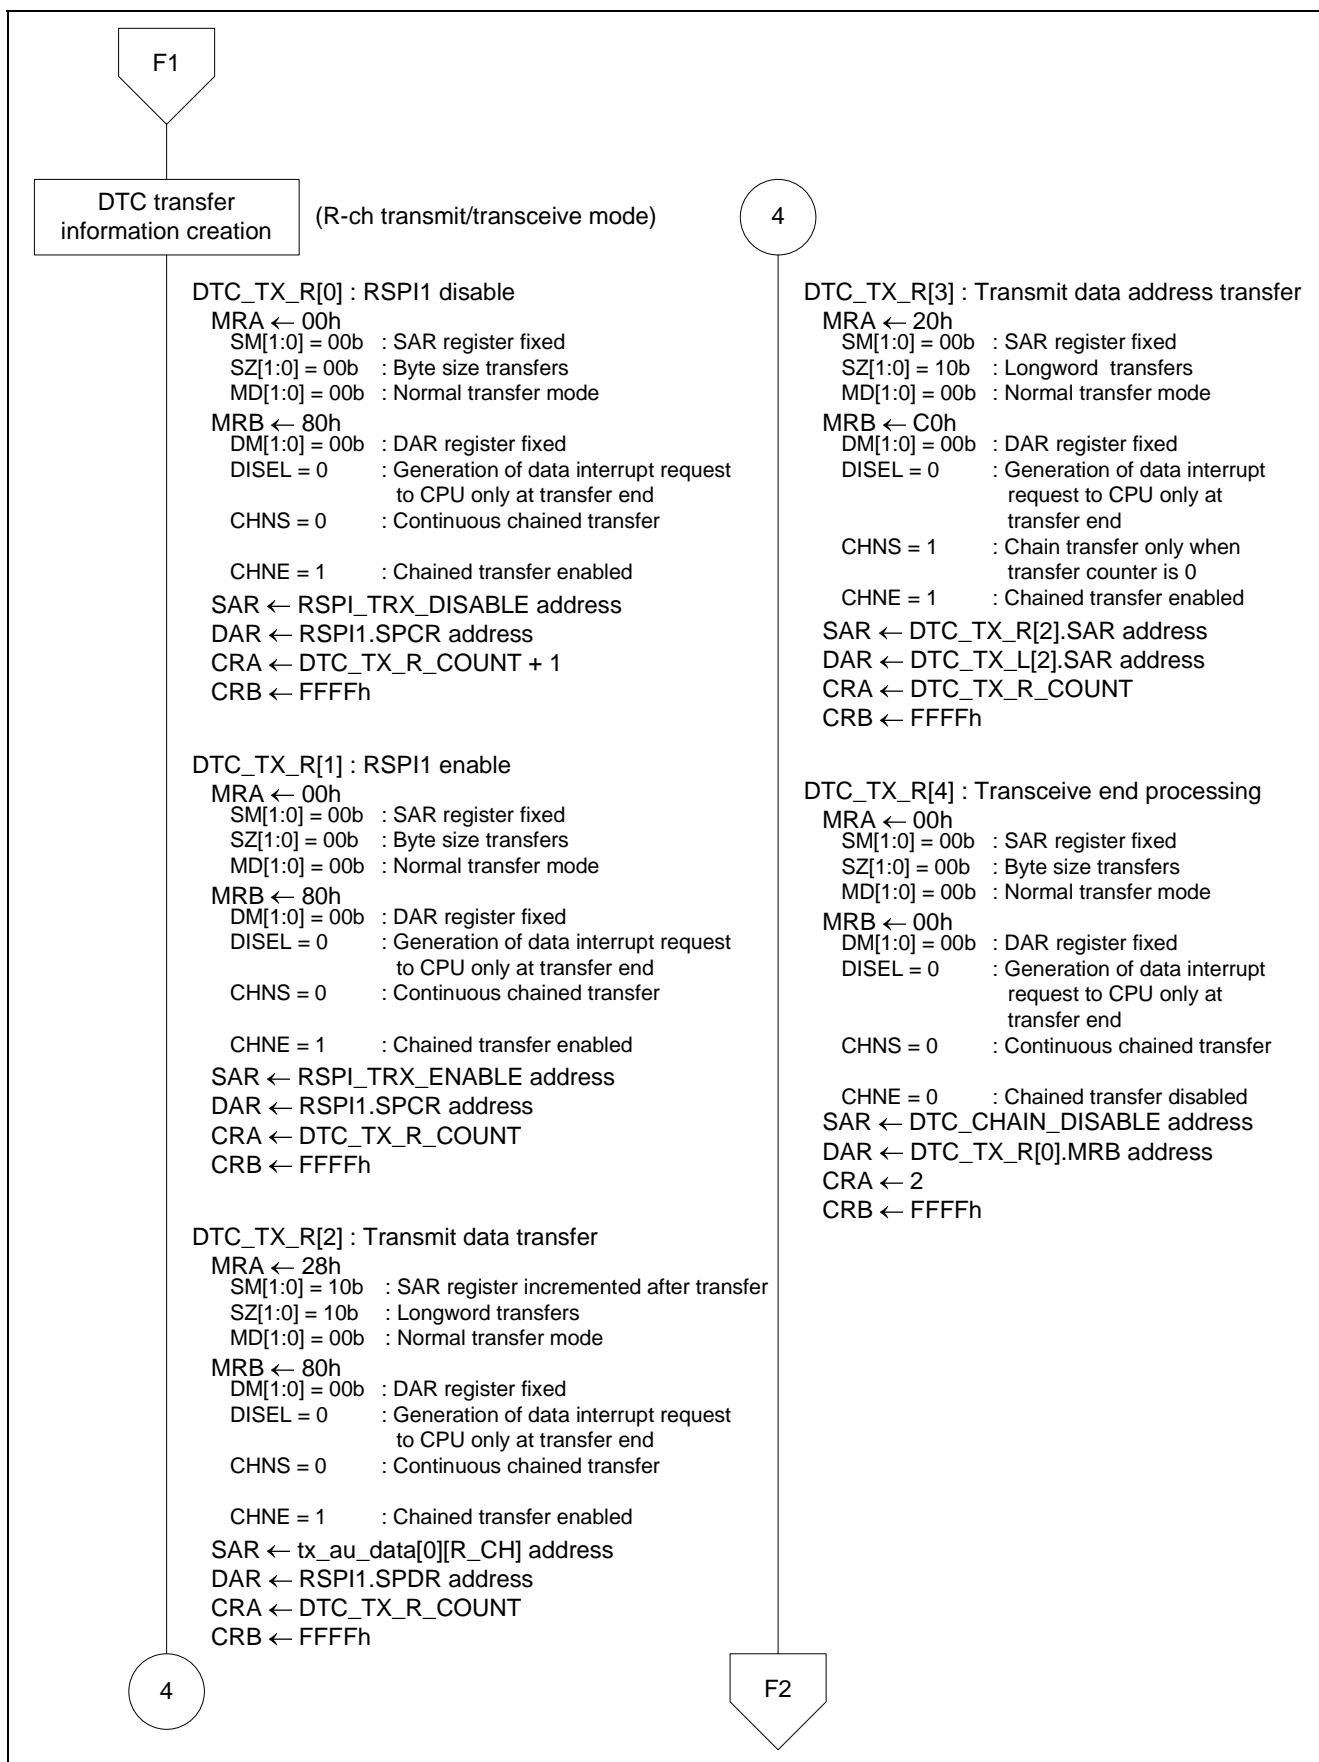 F1
DTC transfer
information creation
(R-ch transmit/transceive mode)
DTC_TX_R[0] : RSPI1 disable
MRA ← 00h
SM[1:0] = 00b : SAR register fixed
SZ[1:0] = 00b : Byte size transfers
MD[1:0] = 00b : Normal transfer mode
MRB ← 80h
DM[1:0] = 00b : DAR register fixed
DISEL = 0 : Generation of data interrupt request
to CPU only at transfer end
CHNS = 0 : Continuous chained transfer
CHNE = 1 : Chained transfer enabled
SAR ← RSPI_TRX_DISABLE address
DAR ← RSPI1.SPCR address
CRA ← DTC_TX_R_COUNT + 1
CRB ← FFFFh
DTC_TX_R[1] : RSPI1 enable
MRA ← 00h
SM[1:0] = 00b : SAR register fixed
SZ[1:0] = 00b : Byte size transfers
MD[1:0] = 00b : Normal transfer mode
MRB ← 80h
DM[1:0] = 00b : DAR register fixed
DISEL = 0 : Generation of data interrupt request
to CPU only at transfer end
CHNS = 0 : Continuous chained transfer
CHNE = 1 : Chained transfer enabled
SAR ← RSPI_TRX_ENABLE address
DAR ← RSPI1.SPCR address
CRA ← DTC_TX_R_COUNT
CRB ← FFFFh
DTC_TX_R[2] : Transmit data transfer
MRA ← 28h
SM[1:0] = 10b : SAR register incremented after transfer
SZ[1:0] = 10b : Longword transfers
MD[1:0] = 00b : Normal transfer mode
MRB ← 80h
DM[1:0] = 00b : DAR register fixed
DISEL = 0 : Generation of data interrupt request
to CPU only at transfer end
CHNS = 0 : Continuous chained transfer
CHNE = 1 : Chained transfer enabled
SAR ← tx_au_data[0][R_CH] address
DAR ← RSPI1.SPDR address
CRA ← DTC_TX_R_COUNT
CRB ← FFFFh
4
4
DTC_TX_R[3] : Transmit data address transfer
MRA ← 20h
SM[1:0] = 00b : SAR register fixed
SZ[1:0] = 10b : Longword transfers
MD[1:0] = 00b : Normal transfer mode
MRB ← C0h
DM[1:0] = 00b : DAR register fixed
DISEL = 0 : Generation of data interrupt
request to CPU only at
transfer end
CHNS = 1 : Chain transfer only when
transfer counter is 0
CHNE = 1 : Chained transfer enabled
SAR ← DTC_TX_R[2].SAR address
DAR ← DTC_TX_L[2].SAR address
CRA ← DTC_TX_R_COUNT
CRB ← FFFFh
DTC_TX_R[4] : Transceive end processing
MRA ← 00h
SM[1:0] = 00b : SAR register fixed
SZ[1:0] = 00b : Byte size transfers
MD[1:0] = 00b : Normal transfer mode
MRB ← 00h
DM[1:0] = 00b : DAR register fixed
DISEL = 0 : Generation of data interrupt
request to CPU only at
transfer end
CHNS = 0 : Continuous chained transfer
CHNE = 0 : Chained transfer disabled
SAR ← DTC_CHAIN_DISABLE address
DAR ← DTC_TX_R[0].MRB address
CRA ← 2
CRB ← FFFFh
F2